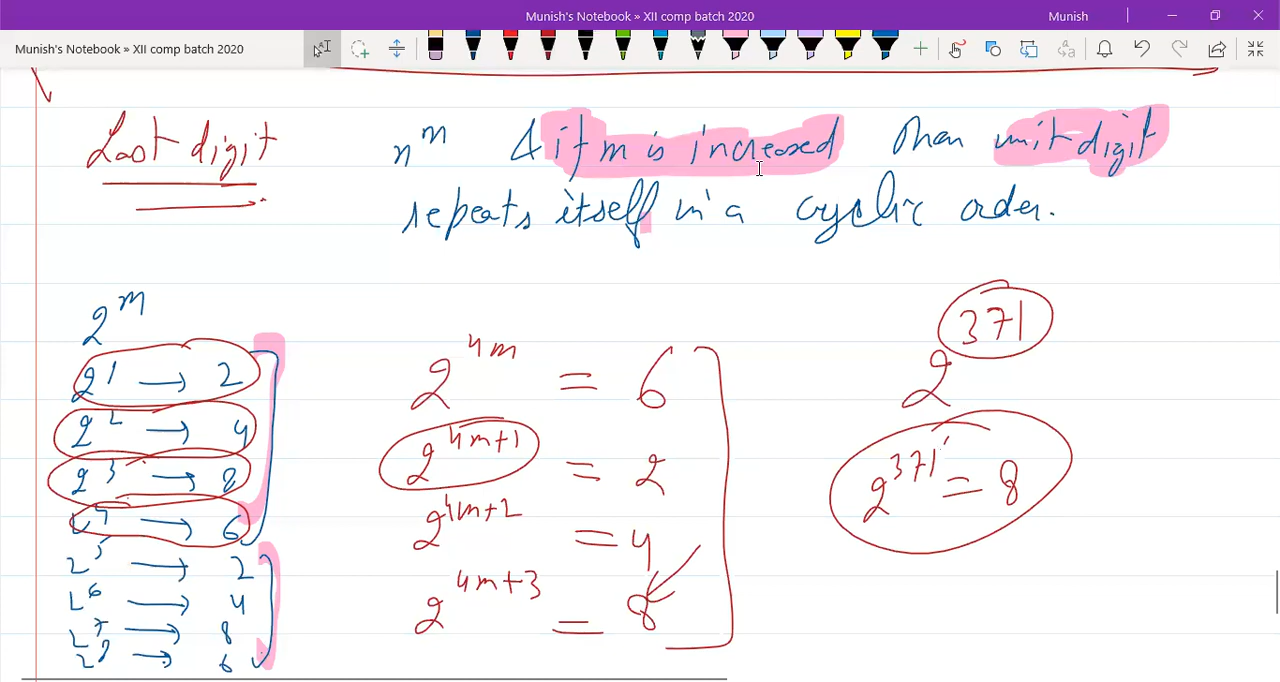 Munish's Notebook » XII comp batch 2020
Munish
Munish's Notebook » XII comp batch 2020
Last digit
n^m & if m is increased than unit digit
repeats itself in a cyclic order.
2^m
2^1 → 2
2^2 → 4
2^3 → 8
2^4 → 6
2^5 → 2
2^6 → 4
2^7 → 8
2^8 → 6
2^4m = 6
2^4m+1 = 2
2^4m+2 = 4
2^4m+3 = 8
2^371
2^371 = 8